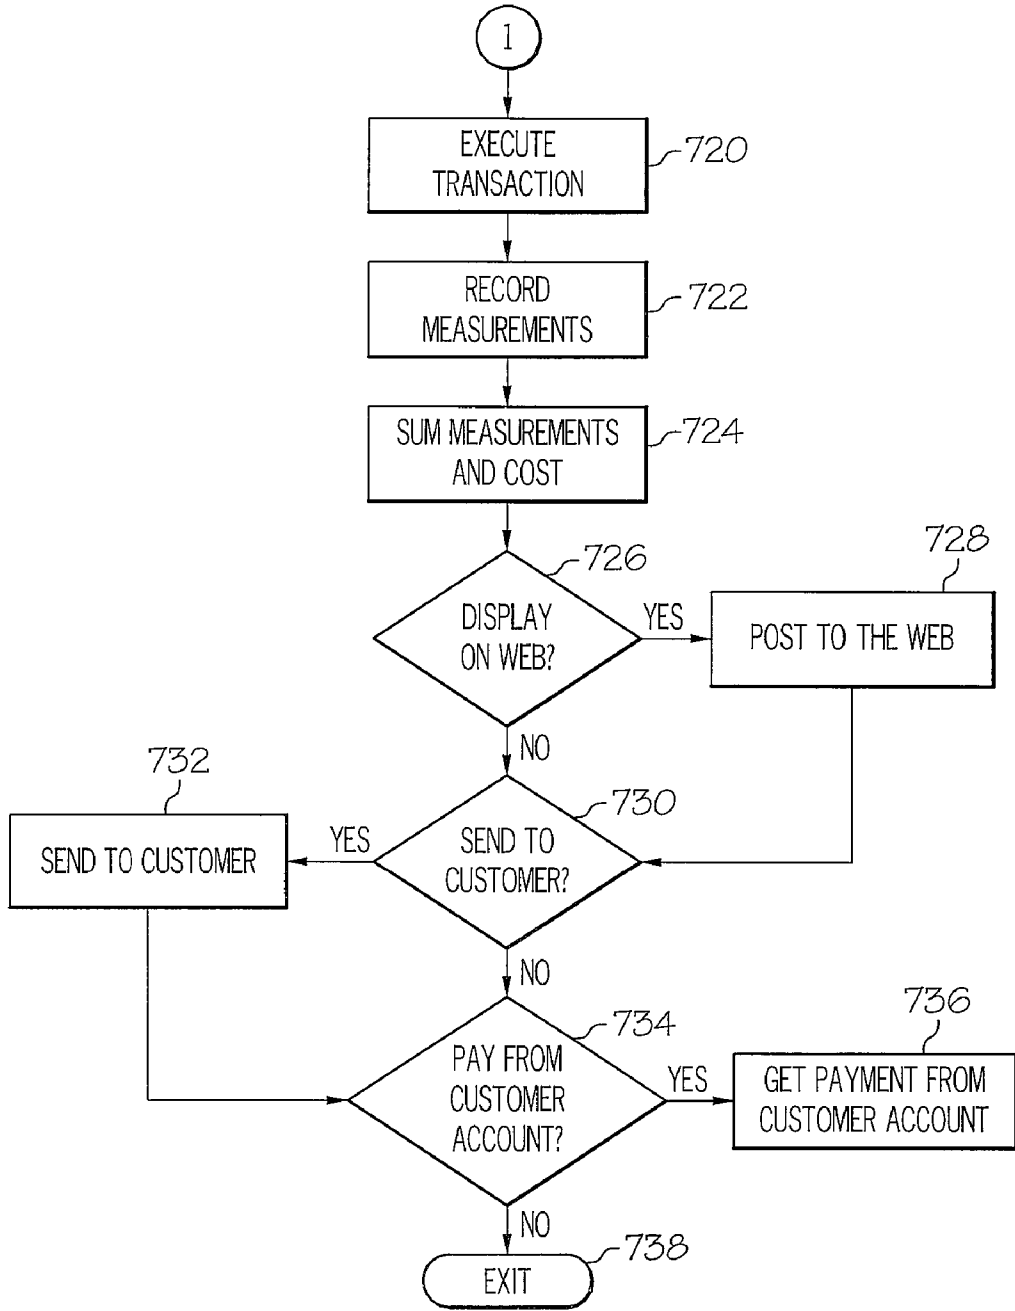 1
EXECUTE
TRANSACTION
720
RECORD
MEASUREMENTS
722
SUM MEASUREMENTS
AND COST
724
726
DISPLAY
ON WEB?
YES
728
POST TO THE WEB
NO
732
SEND TO CUSTOMER
YES
730
SEND TO
CUSTOMER?
NO
734
PAY FROM
CUSTOMER
ACCOUNT?
YES
736
GET PAYMENT FROM
CUSTOMER ACCOUNT
NO
738
EXIT